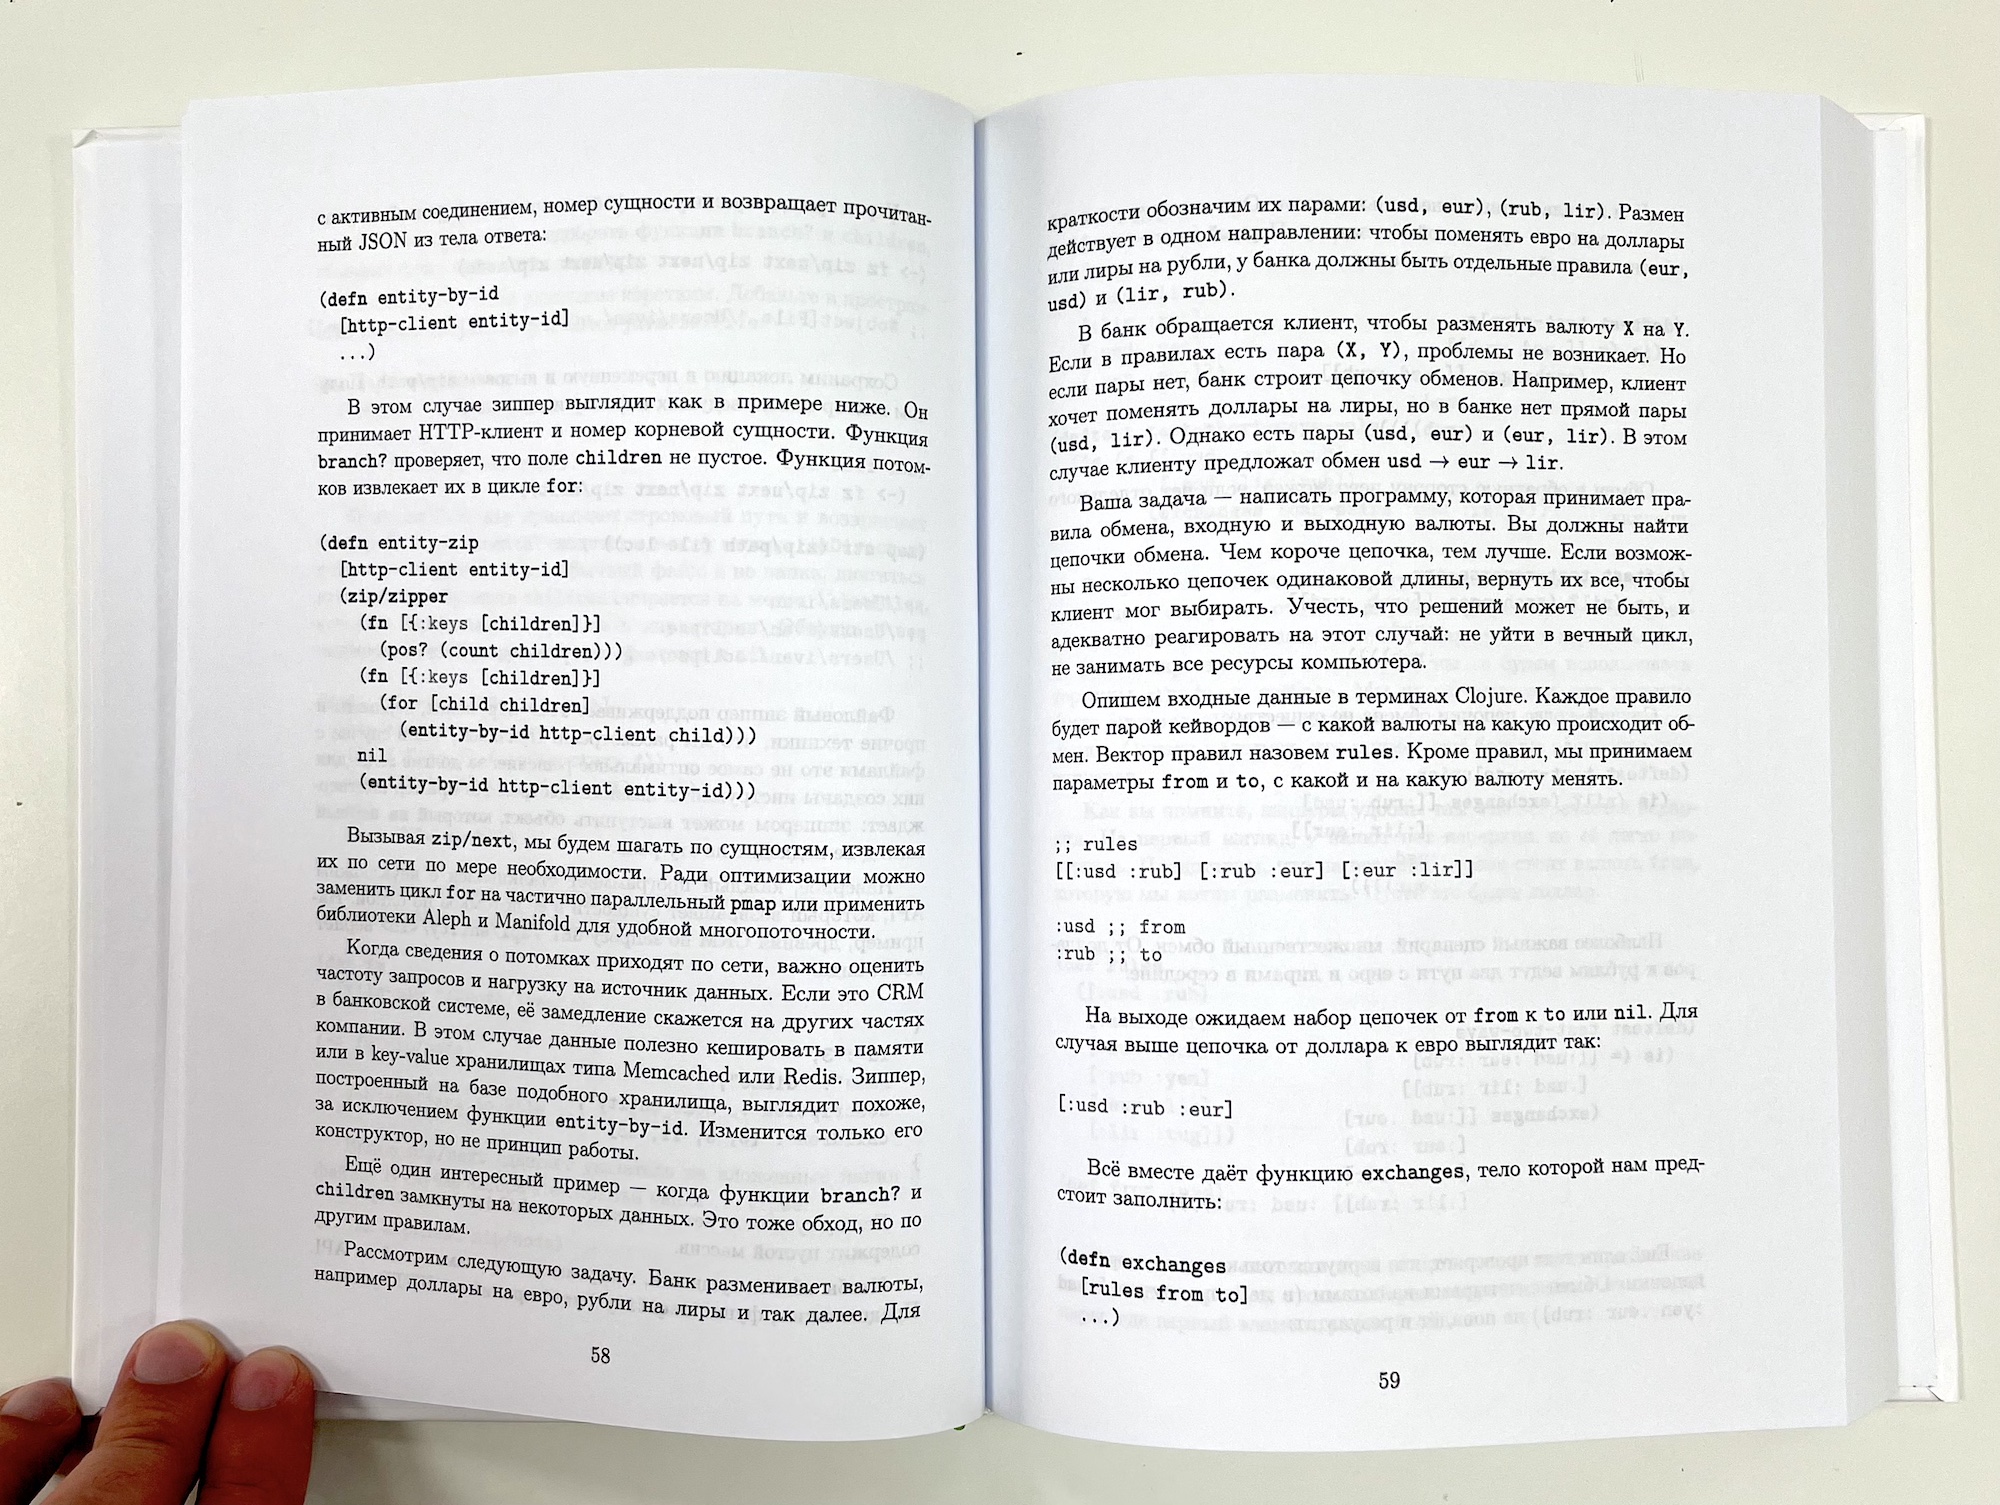 с активным соединением, номер сущности и возвращает прочитан-
ный JSON из тела ответа:
(defn entity-by-id
[http-client entity-id]
...)
В этом случае зиппер выглядит как в примере ниже. Он
принимает HTTP-клиент и номер корневой сущности. Функция
branch? проверяет, что поле children не пустое. Функция потом-
ков извлекает их в цикле for:
(defn entity-zip
[http-client entity-id]
(zip/zipper
(fn [{:keys [children]}]
(pos? (count children)))
(fn [{:keys [children]}]
(for [child children]
(entity-by-id http-client child)))
nil
(entity-by-id http-client entity-id)))
Вызывая zip/next, мы будем шагать по сущностям, извлекая
их по сети по мере необходимости. Ради оптимизации можно
заменить цикл for на частично параллельный pmap или применить
библиотеки Aleph и Manifold для удобной многопоточности.
Когда сведения о потомках приходят по сети, важно оценить
частоту запросов и нагрузку на источник данных. Если это CRM
в банковской системе, её замедление скажется на других частях
компании. В этом случае данные полезно кешировать в памяти
или в key-value хранилищах типа Memcached или Redis. Зиппер,
построенный на базе подобного хранилища, выглядит похоже,
за исключением функции entity-by-id. Изменится только его
конструктор, но не принцип работы.
Ещё один интересный пример — когда функции branch? и
children замкнуты на некоторых данных. Это тоже обход, но по
другим правилам.
Рассмотрим следующую задачу. Банк разменивает валюты,
например доллары на евро, рубли на лиры и так далее. Для
58
краткости обозначим их парами: (usd, eur), (rub, lir). Размен
действует в одном направлении: чтобы поменять евро на доллары
или лиры на рубли, у банка должны быть отдельные правила (eur,
usd) и (lir, rub).
В банк обращается клиент, чтобы разменять валюту X на Y.
Если в правилах есть пара (X, Y), проблемы не возникает. Но
если пары нет, банк строит цепочку обменов. Например, клиент
хочет поменять доллары на лиры, но в банке нет прямой пары
(usd, lir). Однако есть пары (usd, eur) и (eur, lir). В этом
случае клиенту предложат обмен usd → eur → lir.
Ваша задача — написать программу, которая принимает пра-
вила обмена, входную и выходную валюты. Вы должны найти
цепочки обмена. Чем короче цепочка, тем лучше. Если возмож-
ны несколько цепочек одинаковой длины, вернуть их все, чтобы
клиент мог выбирать. Учесть, что решений может не быть, и
адекватно реагировать на этот случай: не уйти в вечный цикл,
не занимать все ресурсы компьютера.
Опишем входные данные в терминах Clojure. Каждое правило
будет парой кейвордов — с какой валюты на какую происходит об-
мен. Вектор правил назовем rules. Кроме правил, мы принимаем
параметры from и to, с какой и на какую валюту менять.
;; rules
[[:usd :rub] [:rub :eur] [:eur :lir]]
:usd ;; from
:rub ;; to
На выходе ожидаем набор цепочек от from к to или nil. Для
случая выше цепочка от доллара к евро выглядит так:
[:usd :rub :eur]
Всё вместе даёт функцию exchanges, тело которой нам пред-
стоит заполнить:
(defn exchanges
[rules from to]
...)
59